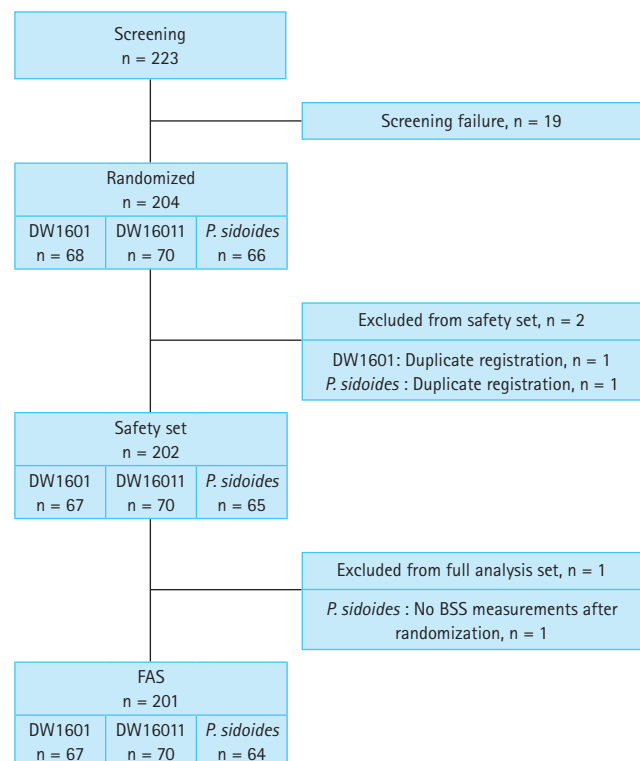 Screening
n = 223
Screening failure, n = 19
Randomized
n = 204
DW1601 DW16011 P. sidoides
n = 68 n = 70 n = 66
Excluded from safety set, n = 2
DW1601: Duplicate registration, n = 1
P. sidoides : Duplicate registration, n = 1
Safety set
n = 202
DW1601 DW16011 P. sidoides
n = 67 n = 70 n = 65
Excluded from full analysis set, n = 1
P. sidoides : No BSS measurements after
randomization, n = 1
FAS
n = 201
DW1601 DW16011 P. sidoides
n = 67 n = 70 n = 64